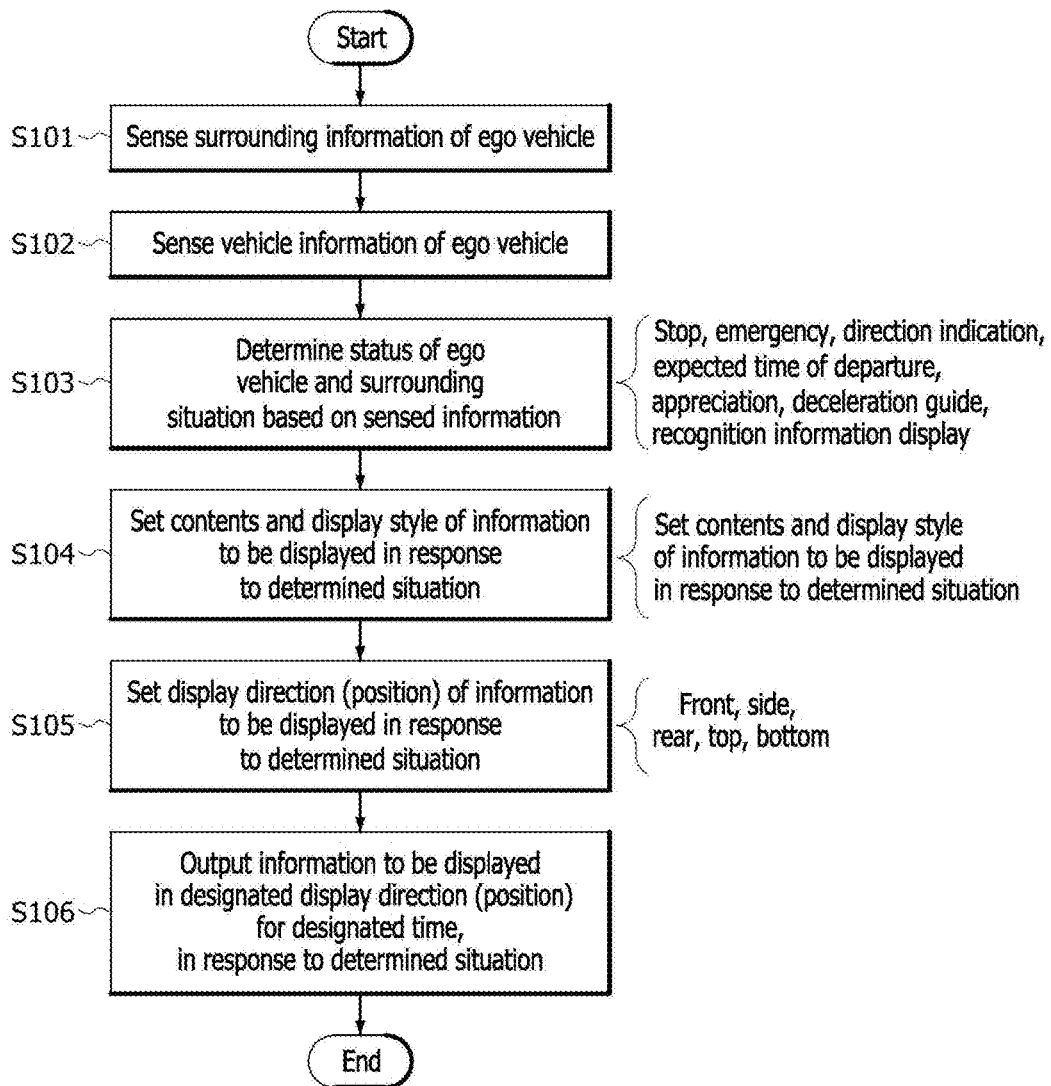 Start
S101
Sense surrounding information of ego vehicle
S102
Sense vehicle information of ego vehicle
S103
Determine status of ego
vehicle and surrounding
situation based on sensed information
Stop, emergency, direction indication,
expected time of departure,
appreciation, deceleration guide,
recognition information display
S104
Set contents and display style of information
to be displayed in response
to determined situation
Set contents and display style
of information to be displayed
in response to determined situation
S105
Set display direction (position) of information
to be displayed in response
to determined situation
Front, side,
rear, top, bottom
S106
Output information to be displayed
in designated display direction (position)
for designated time,
in response to determined situation
End